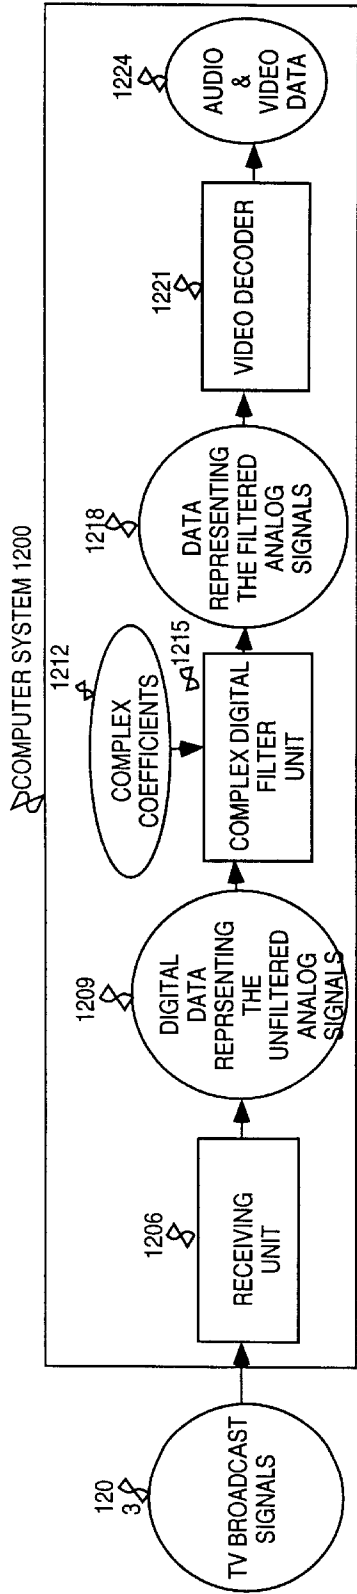 COMPUTER SYSTEM 1200
120
3
TV BROADCAST
SIGNALS
1206
RECEIVING
UNIT
1209
DIGITAL
DATA
REPRSENTING
THE
UNFILTERED
ANALOG
SIGNALS
1212
COMPLEX
COEFFICIENTS
1215
COMPLEX DIGITAL
FILTER
UNIT
1218
DATA
REPRESENTING
THE FILTERED
ANALOG
SIGNALS
1221
VIDEO DECODER
1224
AUDIO
&
VIDEO
DATA